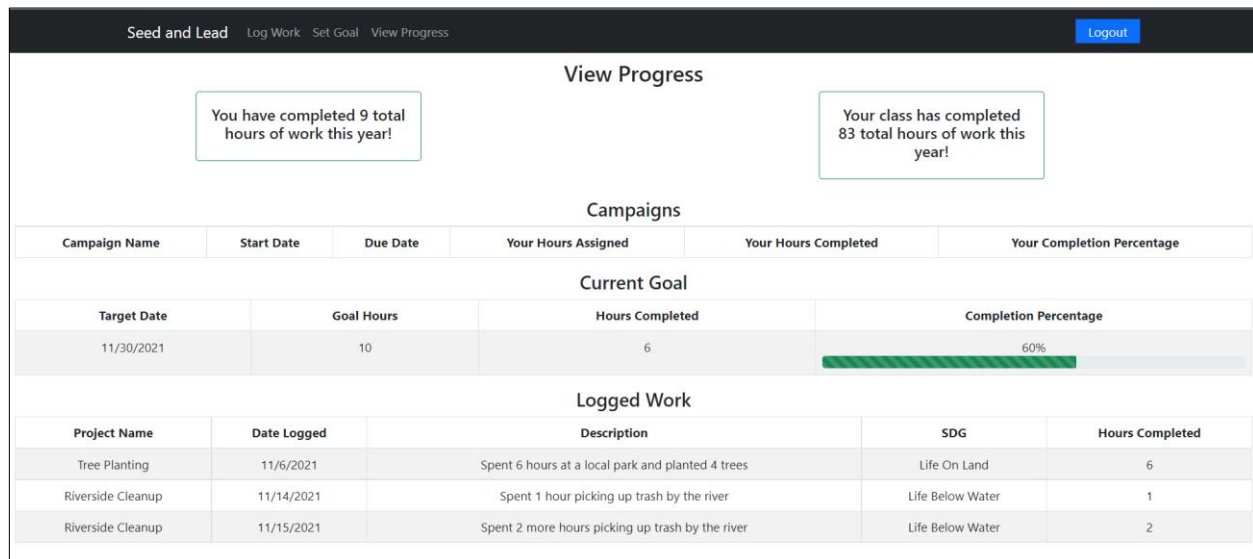 Seed and Lead Log Work Set Goal View Progress Logout
View Progress
You have completed 9 total
hours of work this year!
Your class has completed
83 total hours of work this
year!
Campaigns
Campaign Name Start Date Due Date Your Hours Assigned Your Hours Completed Your Completion Percentage
Current Goal
Target Date Goal Hours Hours Completed Completion Percentage
11/30/2021 10 6 60%
Logged Work
Project Name Date Logged Description SDG Hours Completed
Tree Planting 11/6/2021 Spent 6 hours at a local park and planted 4 trees Life On Land 6
Riverside Cleanup 11/14/2021 Spent 1 hour picking up trash by the river Life Below Water 1
Riverside Cleanup 11/15/2021 Spent 2 more hours picking up trash by the river Life Below Water 2